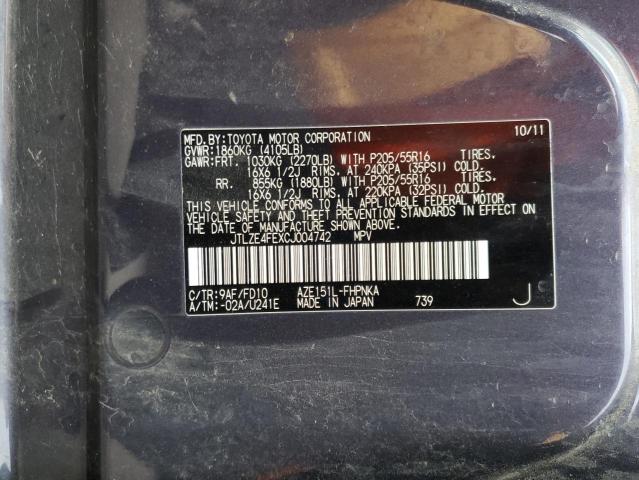 MFD.BY:TOYOTA MOTOR CORPORATION 10/11
GVWR:1860KG (4105LB)
GAWR:FRT. 1030KG (2270LB) WITH P205/55R16 TIRES.
16X6 1/2J RIMS. AT 240KPA (35PSI) COLD.
RR. 855KG (1880LB) WITH P205/55R16 TIRES.
16X6 1/2J RIMS. AT 220KPA (32PSI) COLD.
THIS VEHICLE CONFORMS TO ALL APPLICABLE FEDERAL MOTOR
VEHICLE SAFETY AND THEFT PREVENTION STANDARDS IN EFFECT ON
THE DATE OF MANUFACTURE SHOWN ABOVE.
JTLZE4FEXCJ004742 MPV
C/TR:9AF/FD10 AZE151L-FHPNKA
A/TM:-02A/U241E MADE IN JAPAN 739 J